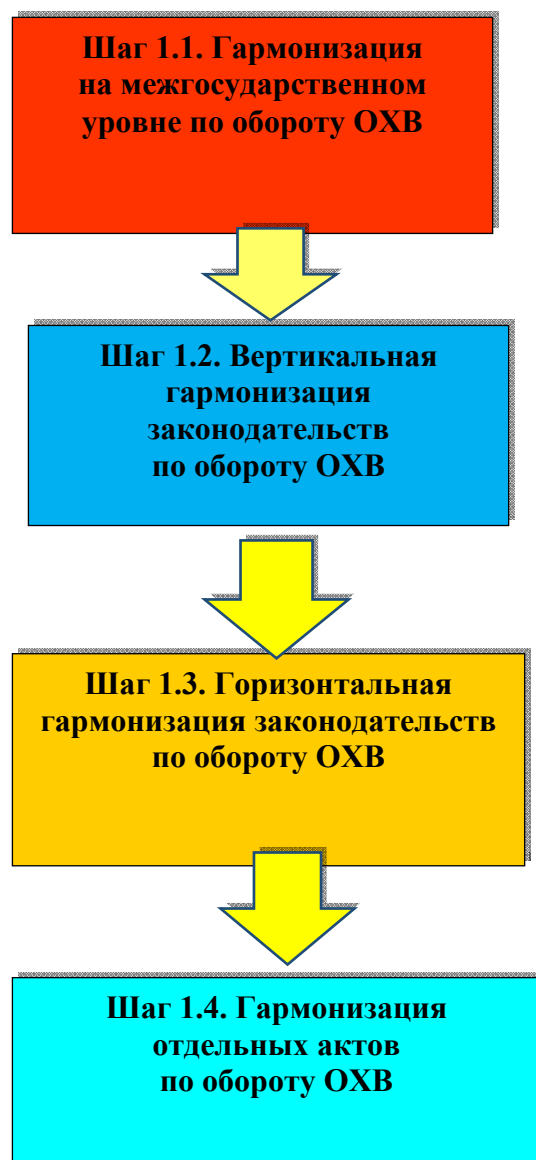 Шаг 1.1. Гармонизация
на межгосударственном
уровне по обороту ОХВ
Шаг 1.2. Вертикальная
гармонизация
законодательств
по обороту ОХВ
Шаг 1.3. Горизонтальная
гармонизация законодательств
по обороту ОХВ
Шаг 1.4. Гармонизация
отдельных актов
по обороту ОХВ